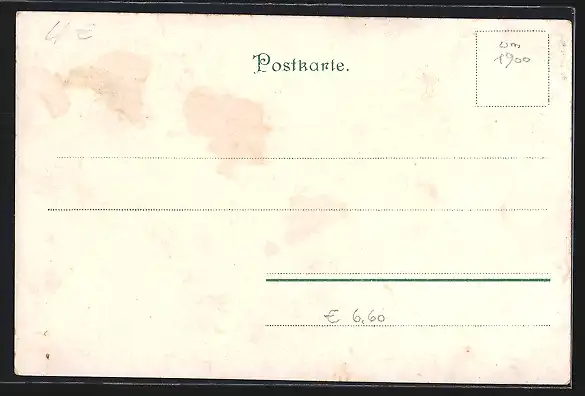 4 €
um
1900
Postkarte.
€ 6,60